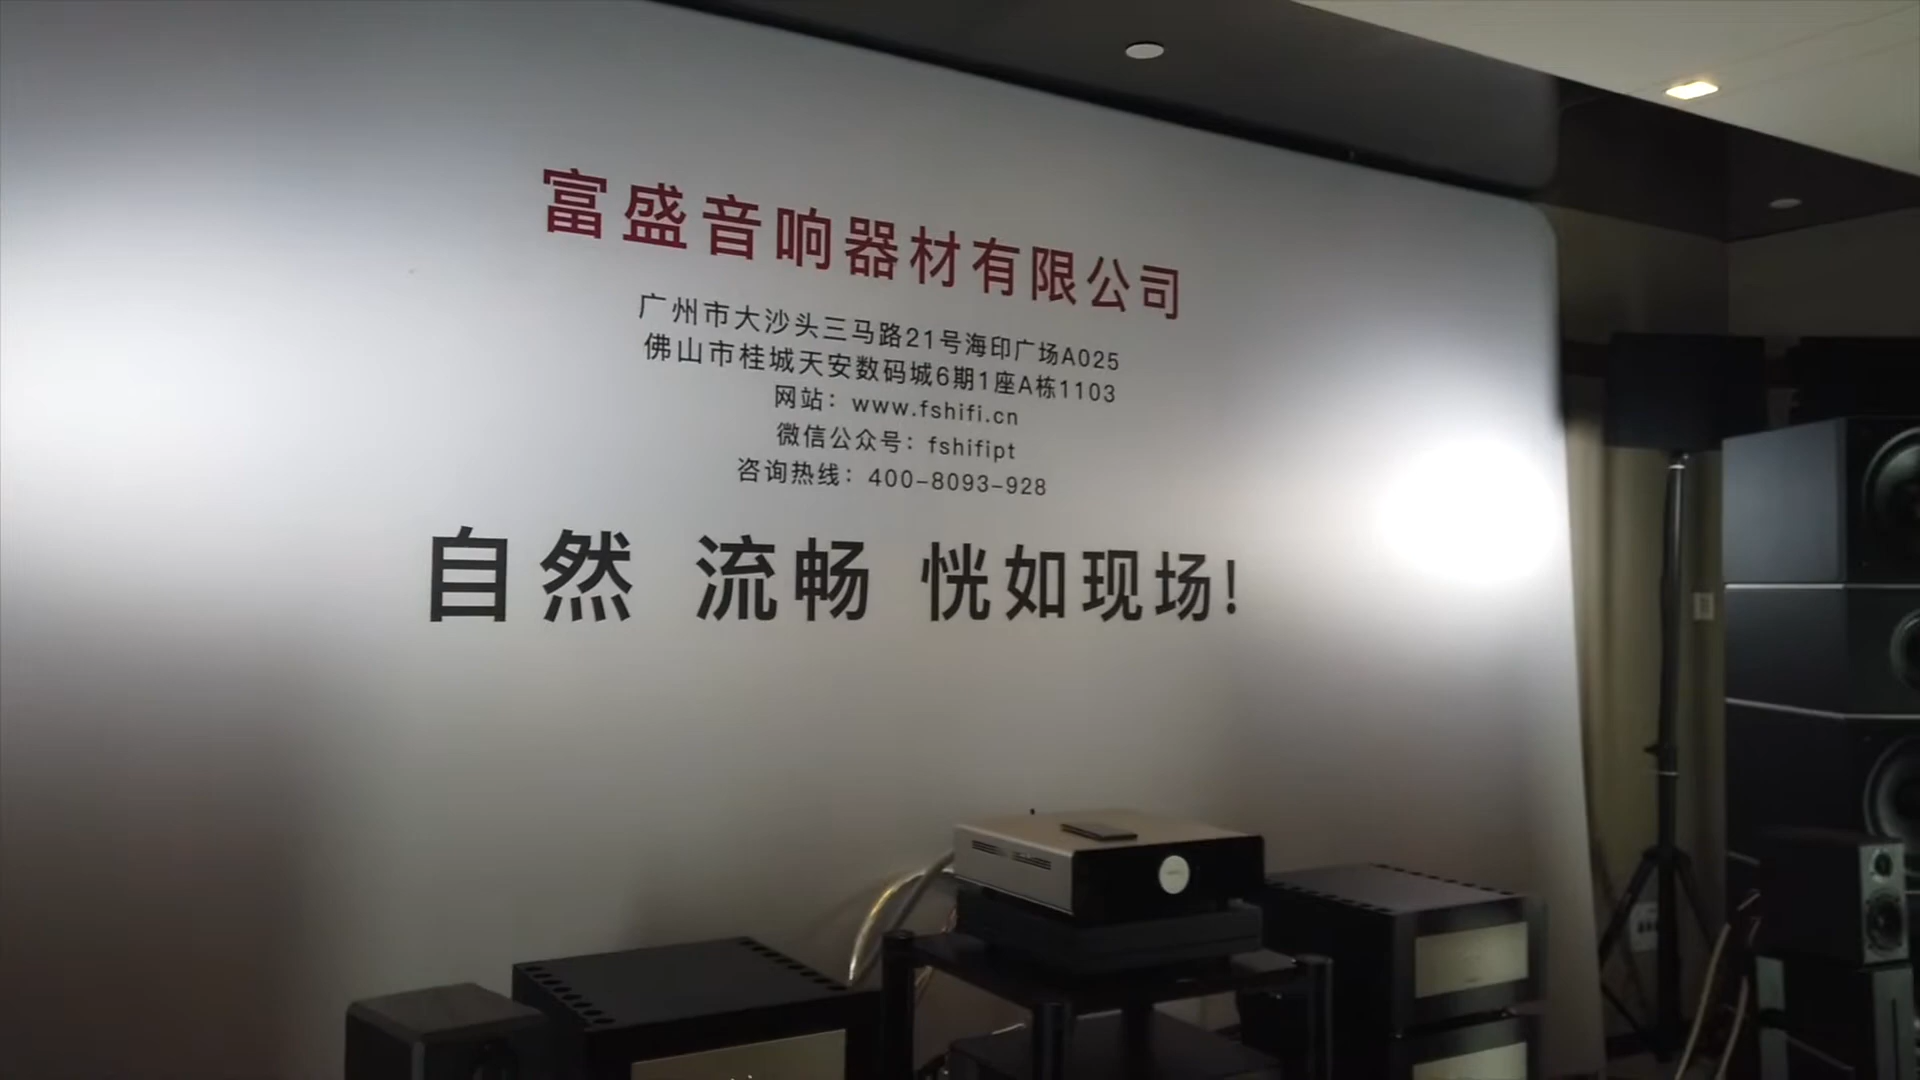 富盛音响器材有限公司
广州市大沙头三马路21号海印广场A025
佛山市桂城天安数码城6期1座A栋1103
网站：www.fshifi.cn
微信公众号：fshifipt
咨询热线：400-8093-928
自然 流畅 恍如现场!